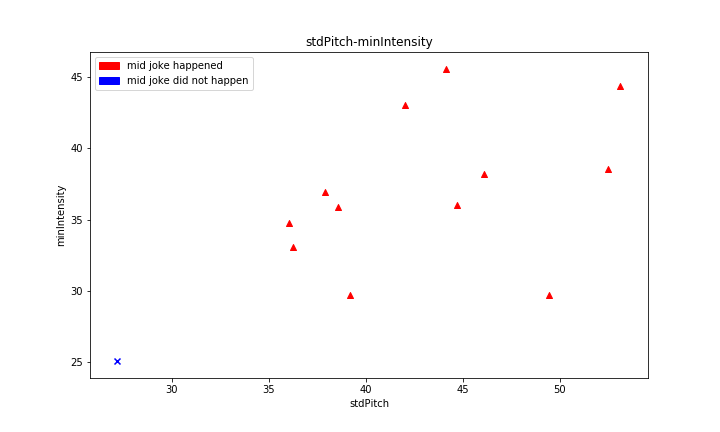 stdPitch-minIntensity
mid joke happened
mid joke did not happen
45
40
35
30
25
minIntensity
30 35 40 45 50
stdPitch